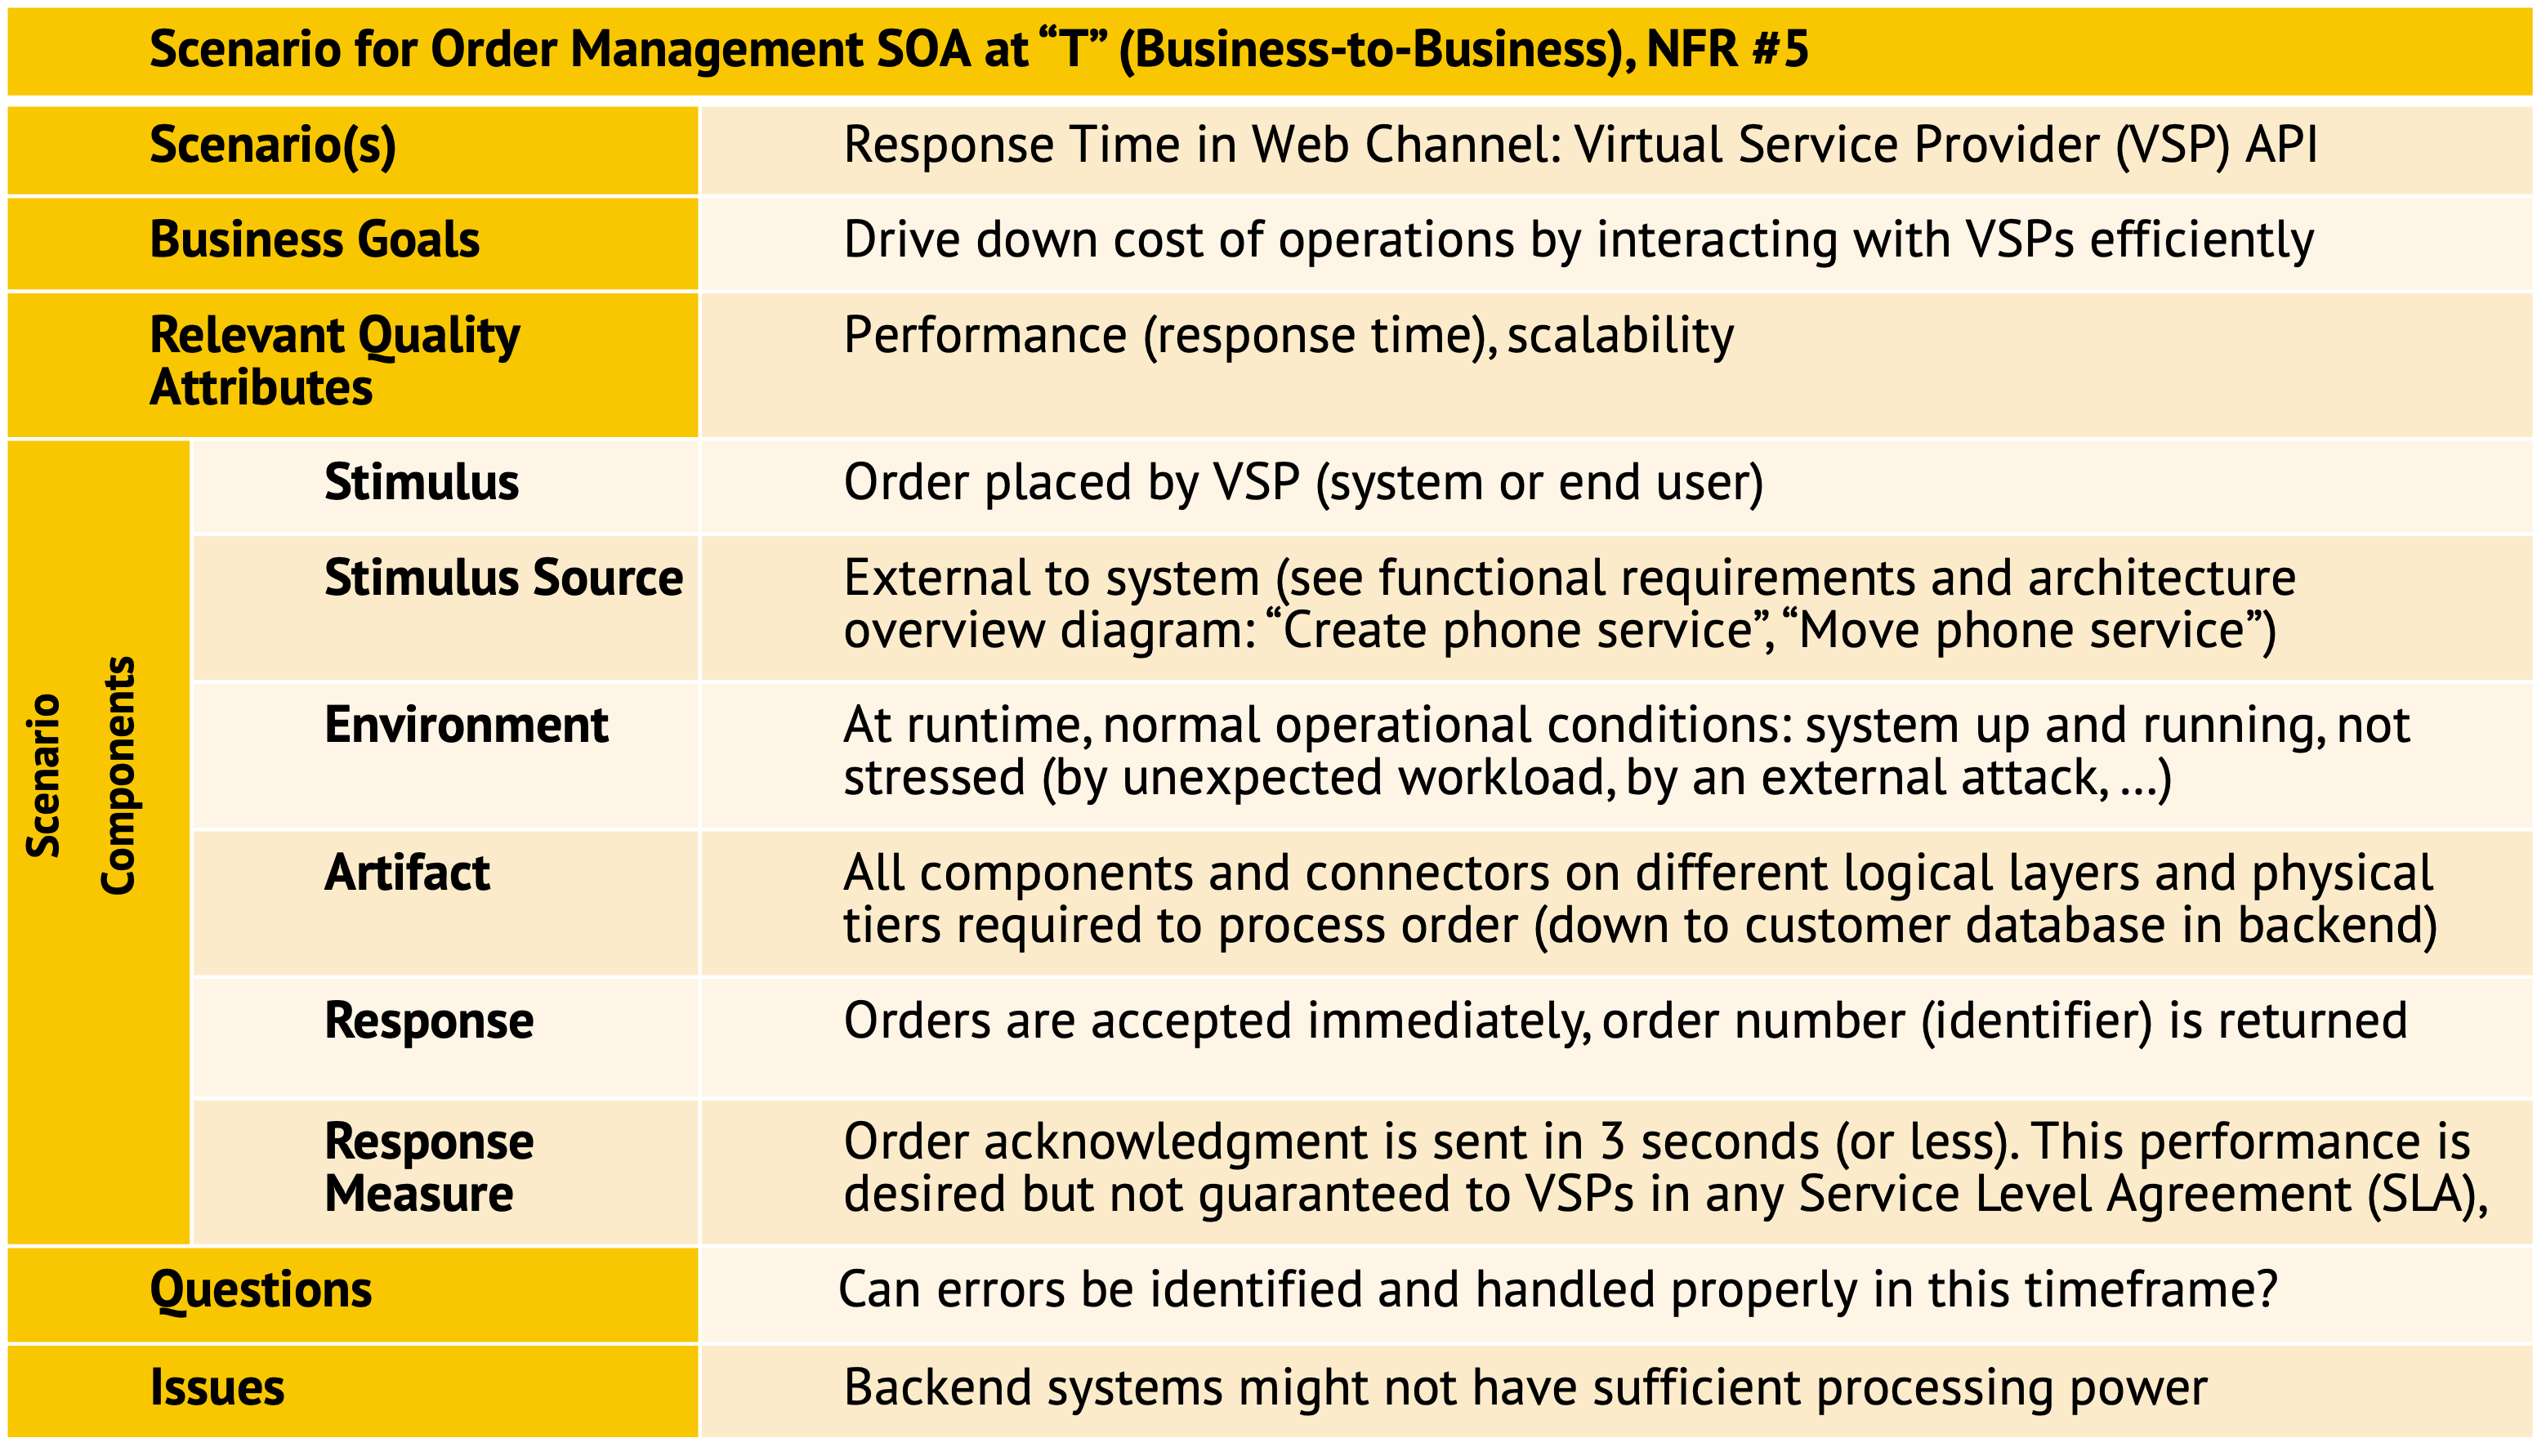 Scenario for Order Management SOA at “T” (Business-to-Business), NFR #5
Scenario(s)
Response Time in Web Channel: Virtual Service Provider (VSP) API
Business Goals
Drive down cost of operations by interacting with VSPs efficiently
Relevant Quality
Attributes
Performance (response time), scalability
Scenario
Components
Stimulus
Order placed by VSP (system or end user)
Stimulus Source
External to system (see functional requirements and architecture
overview diagram: “Create phone service”, “Move phone service”)
Environment
At runtime, normal operational conditions: system up and running, not
stressed (by unexpected workload, by an external attack, ...)
Artifact
All components and connectors on different logical layers and physical
tiers required to process order (down to customer database in backend)
Response
Orders are accepted immediately, order number (identifier) is returned
Response
Measure
Order acknowledgment is sent in 3 seconds (or less). This performance is
desired but not guaranteed to VSPs in any Service Level Agreement (SLA),
Questions
Can errors be identified and handled properly in this timeframe?
Issues
Backend systems might not have sufficient processing power